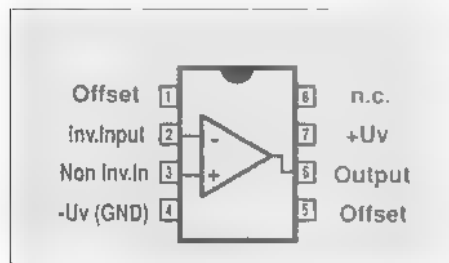 Offset 1 8 n.c.
inv.Input 2 - 7 +Uv
Non inv.In 3 + 6 Output
-Uv (GND) 4 5 Offset